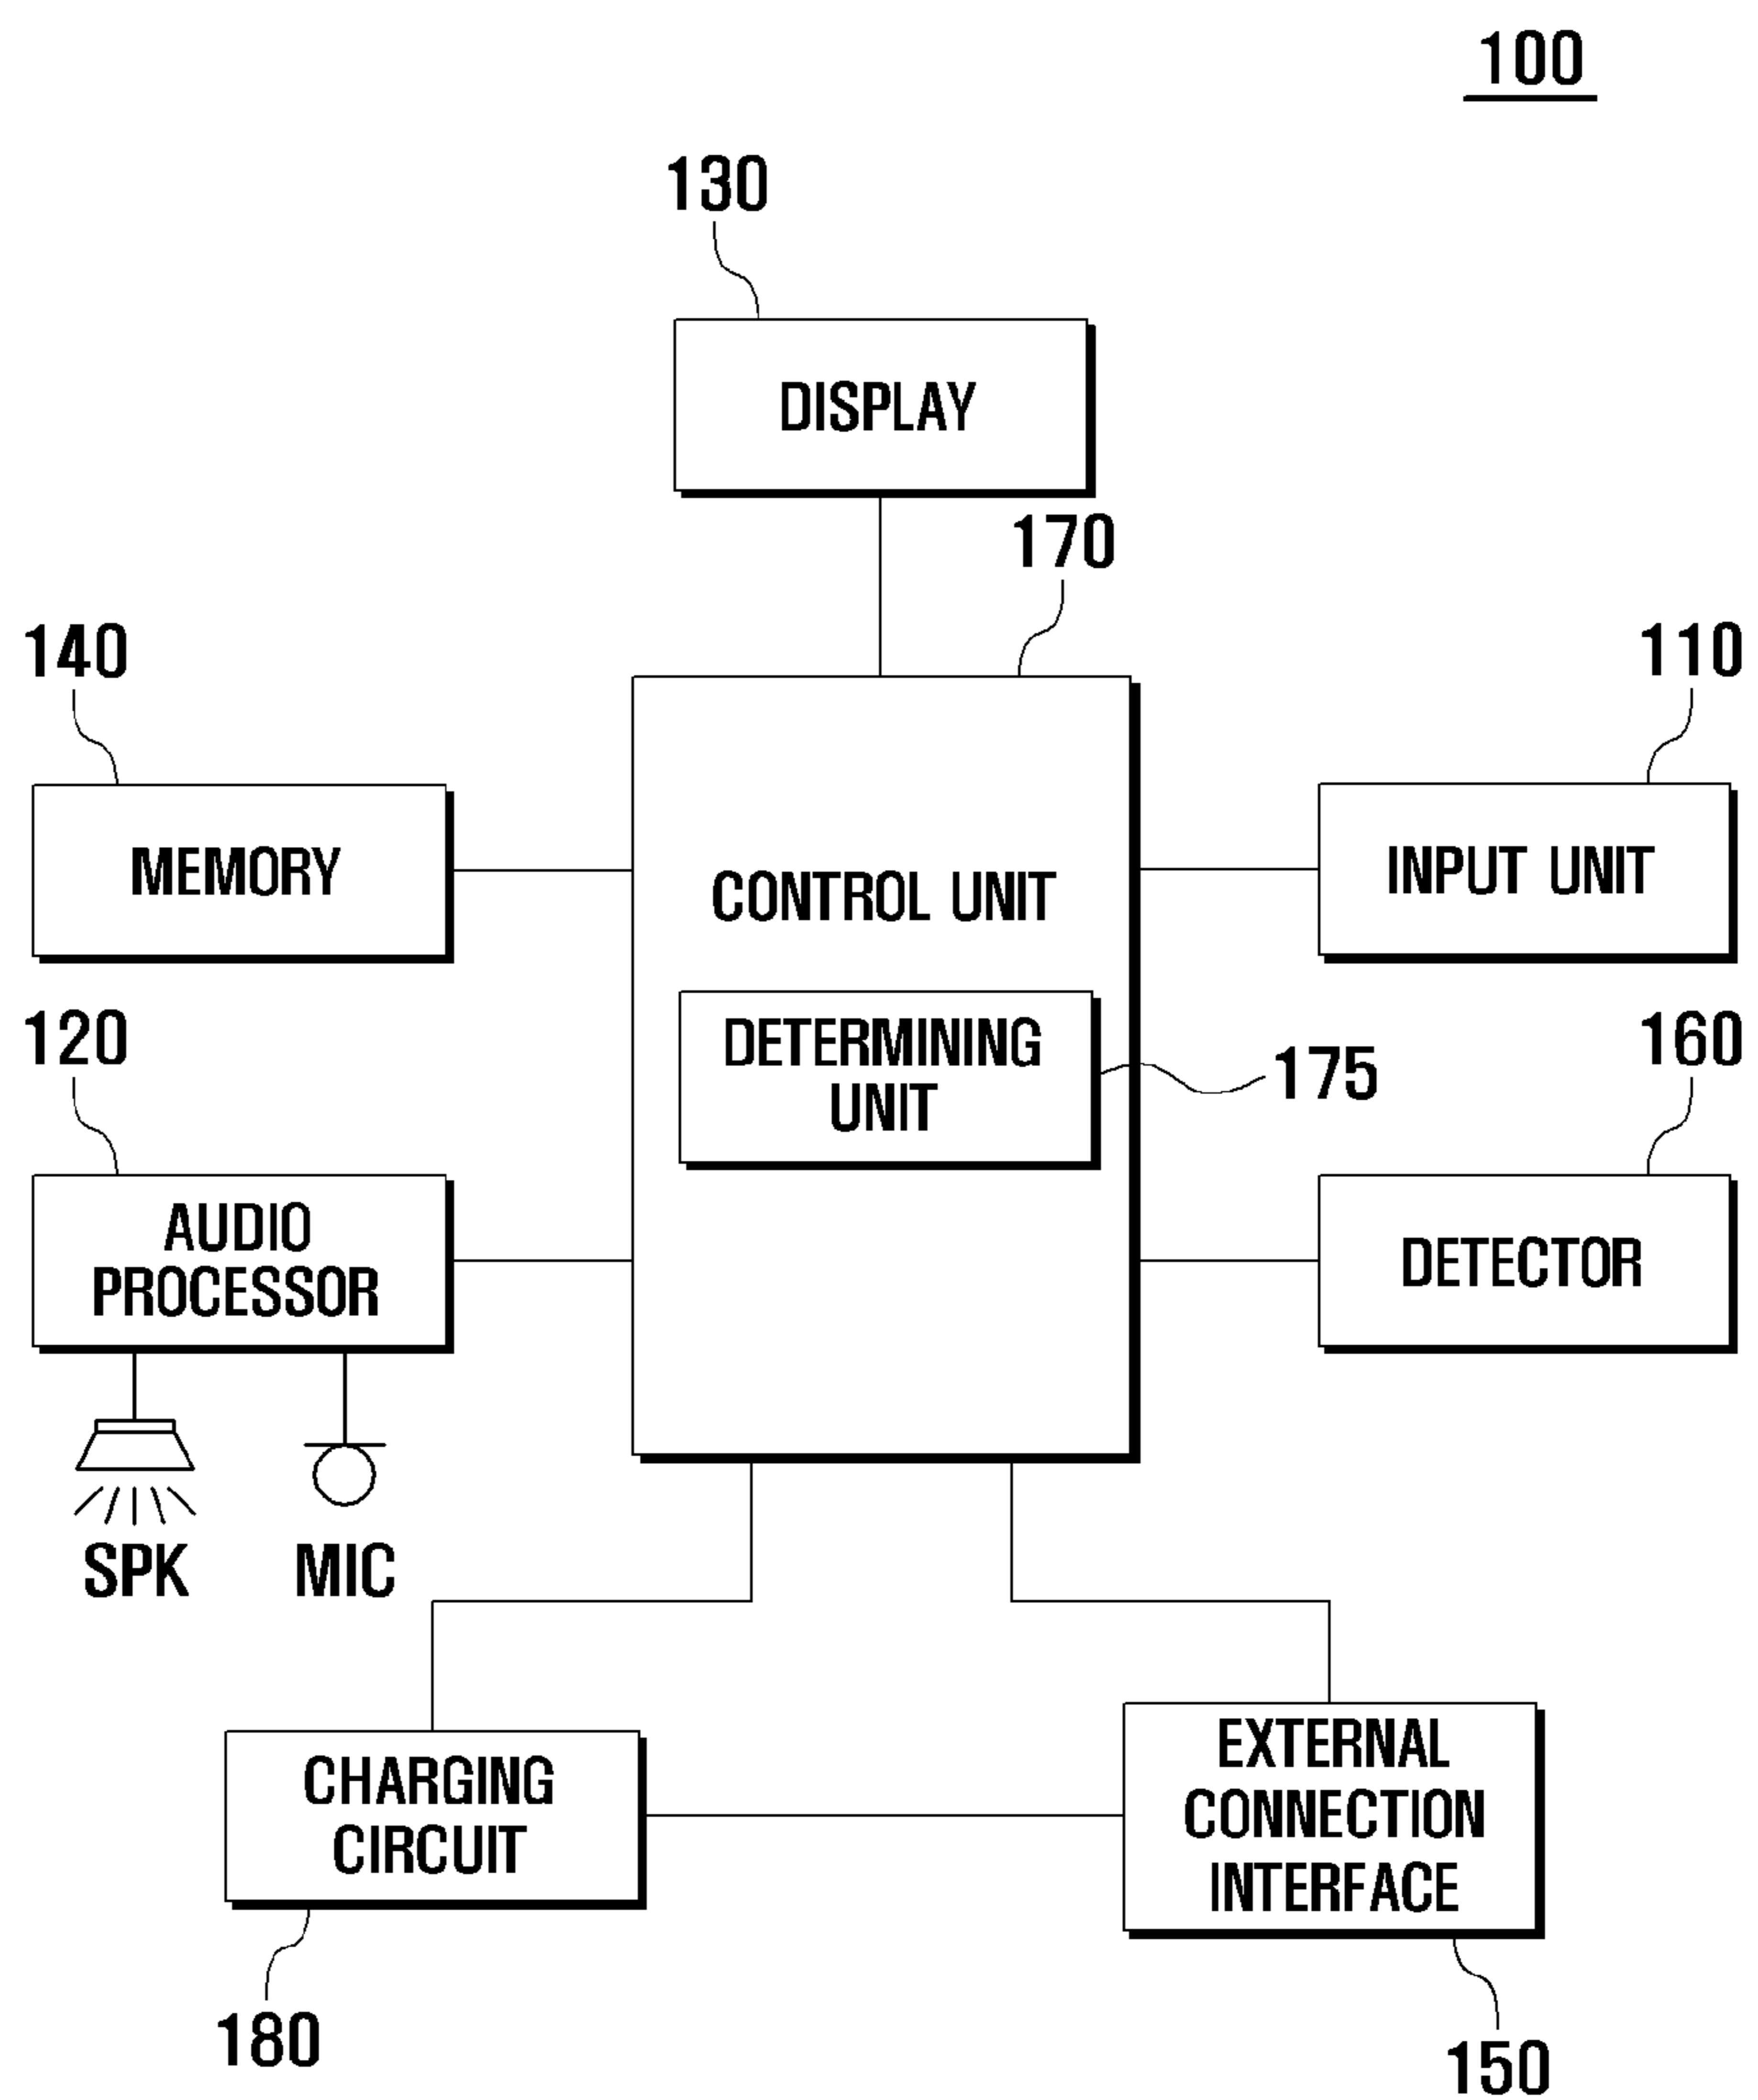 100
130
DISPLAY
170
140
110
MEMORY
INPUT UNIT
CONTROL UNIT
120
160
DETERMINING
UNIT
175
AUDIO
PROCESSOR
DETECTOR
SPK
MIC
CHARGING
CIRCUIT
EXTERNAL
CONNECTION
INTERFACE
180
150